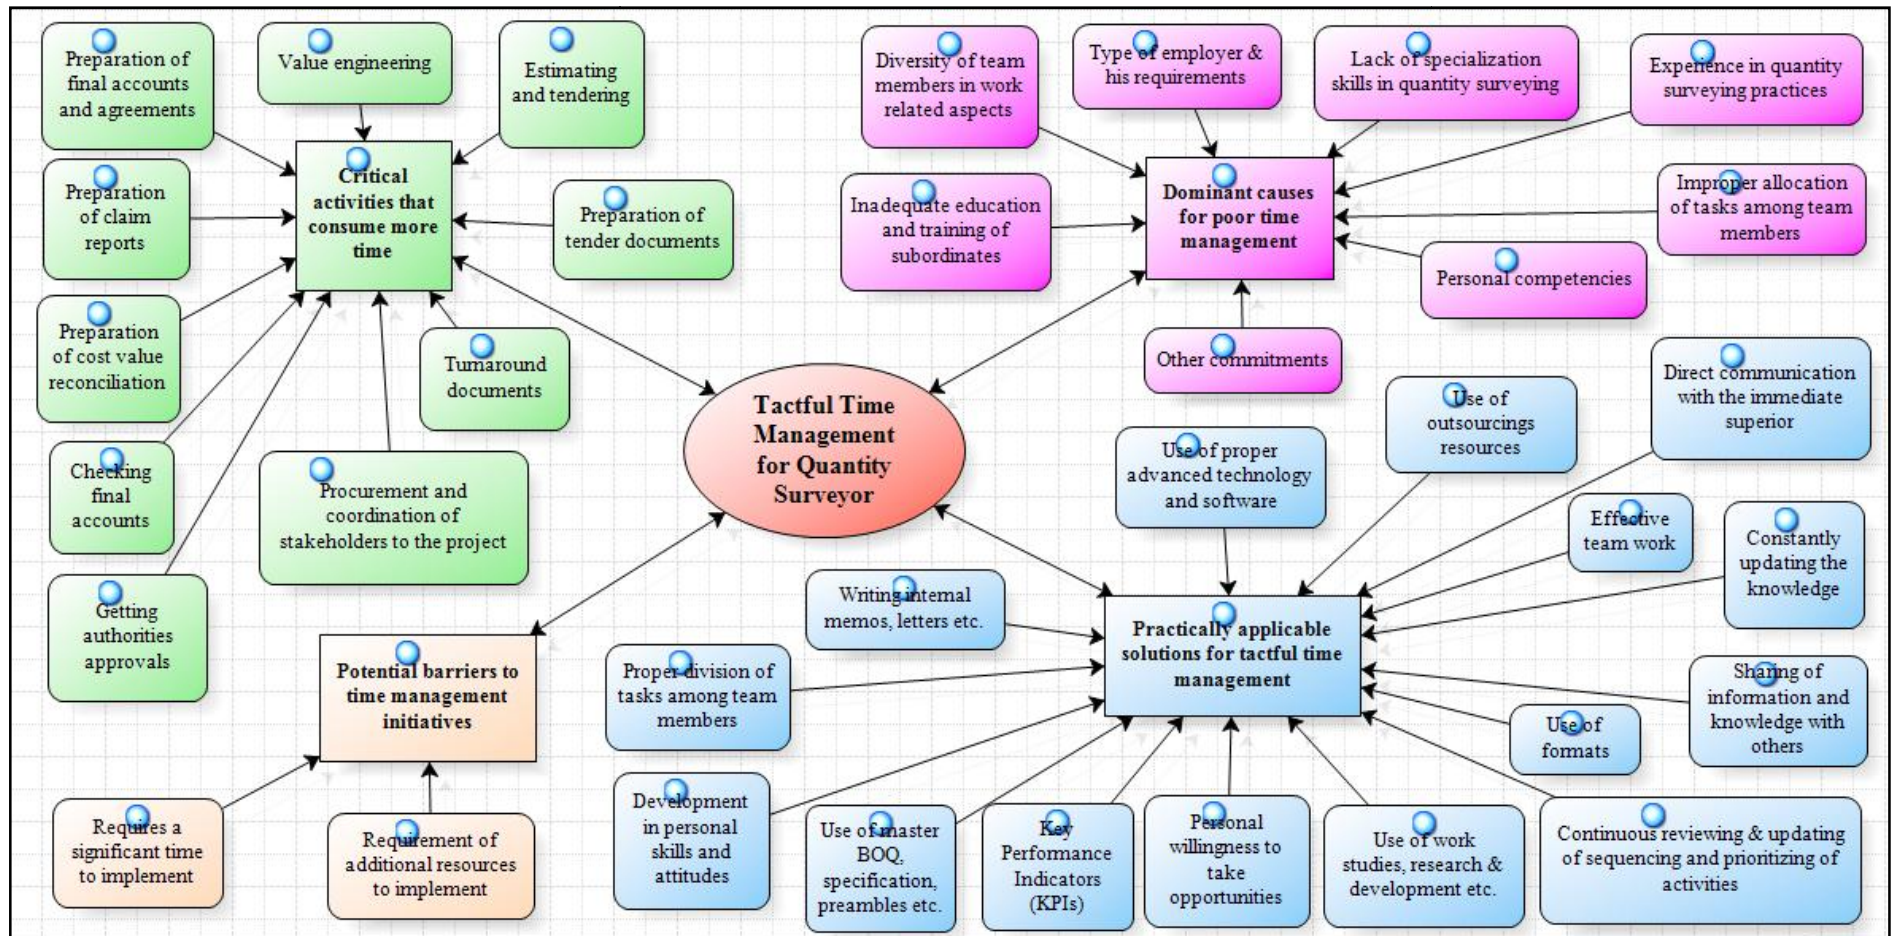 Preparation of
final accounts
and agreements
Value engineering
Estimating
and tendering
Preparation
of claim
reports
Critical
activities that
consume more
time
Preparation of
tender documents
Preparation
of cost value
reconciliation
Turnaround
documents
Checking
final
accounts
Procurement and
coordination of
stakeholders to the project
Getting
authorities
approvals
Diversity of team
members in work
related aspects
Type of employer &
his requirements
Lack of specialization
skills in quantity surveying
Experience in quantity
surveying practices
Inadequate education
and training of
subordinates
Dominant causes
for poor time
management
Improper allocation
of tasks among team
members
Personal competencies
Other commitments
Tactful Time
Management
for Quantity
Surveyor
Potential barriers to
time management
initiatives
Requires a
significant time
to implement
Requirement of
additional resources
to implement
Use of proper
advanced technology
and software
Use of
outsourcings
resources
Direct communication
with the immediate
superior
Effective
team work
Constantly
updating the
knowledge
Writing internal
memos, letters etc.
Practically applicable
solutions for tactful time
management
Proper division of
tasks among team
members
Sharing of
information and
knowledge with
others
Use of
formats
Development
in personal
skills and
attitudes
Use of master
BOQ,
specification,
preambles etc.
Key
Performance
Indicators
(KPIs)
Personal
willingness to
take
opportunities
Use of work
studies, research &
development etc.
Continuous reviewing & updating
of sequencing and prioritizing of
activities